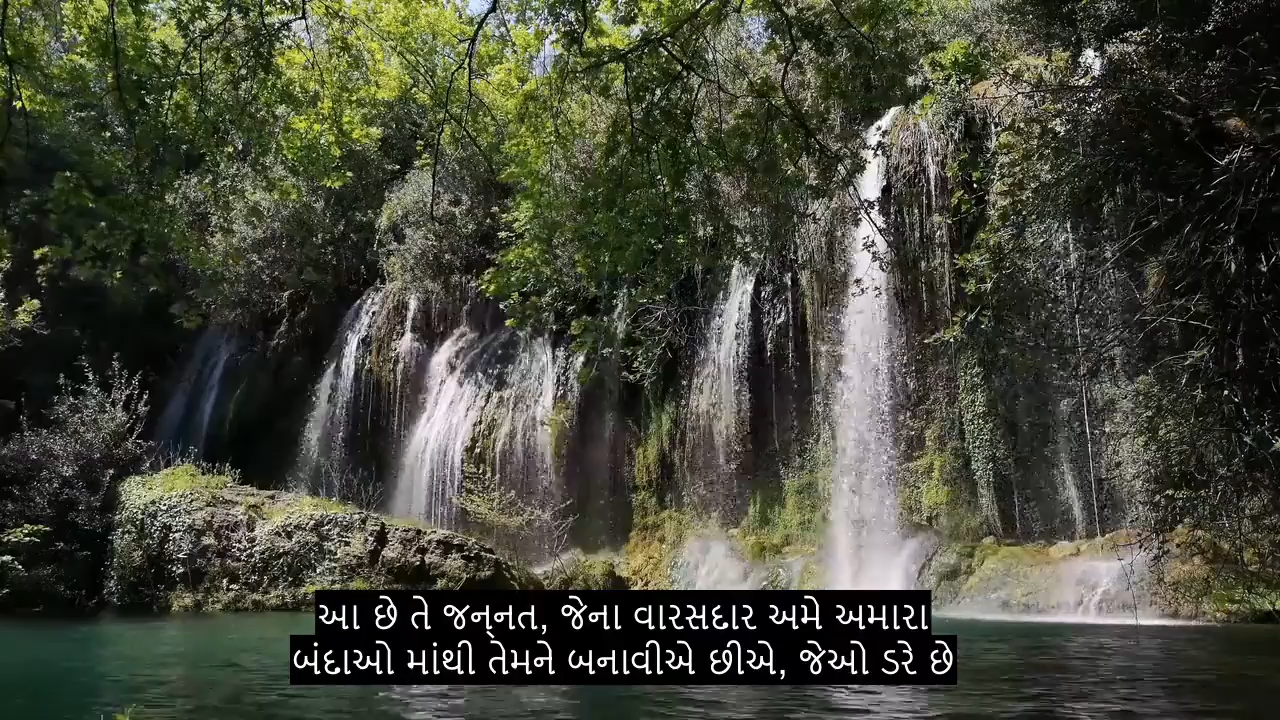 આ છે તે જન્નત, જેના વારસદાર અમે અમારા
બંદાઓ માંથી તેમને બનાવીએ છીએ, જેઓ ડરે છે